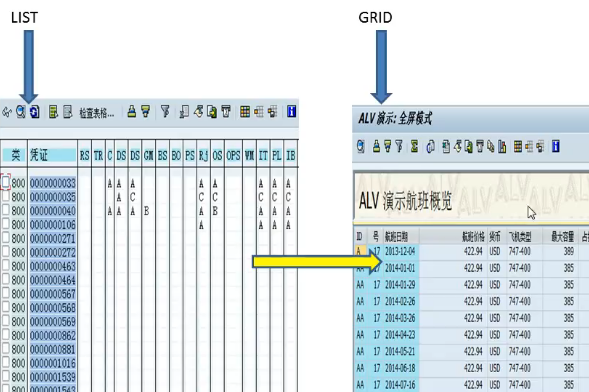 LIST
GRID
检查表格...
类 凭证 RS TR C DS DS GM BS BO PS Rj OS OPS WM IT PL IB
800 0000000033 A A A A A A A A
800 0000000035 A C A C A A A
800 0000000040 A A A B A B A A A
800 0000000106 A A A A A
800 0000000271
800 0000000272
800 0000000463
800 0000000464
800 0000000567
800 0000000568
800 0000000569
800 0000000862
800 0000000881
800 0000001016
800 0000001539
800 0000001543
ALV 演示: 全屏模式
ALV 演示航班概览
ID 号 航班日期 航班价格 货币 飞机类型 最大容量
A 17 2013-12-04 422.94 USD 747-400 389
AA 17 2014-01-01 422.94 USD 747-400 385
AA 17 2014-01-29 422.94 USD 747-400 385
AA 17 2014-02-26 422.94 USD 747-400 385
AA 17 2014-03-26 422.94 USD 747-400 385
AA 17 2014-04-23 422.94 USD 747-400 385
AA 17 2014-05-21 422.94 USD 747-400 385
AA 17 2014-06-18 422.94 USD 747-400 385
AA 17 2014-07-16 422.94 USD 747-400 385